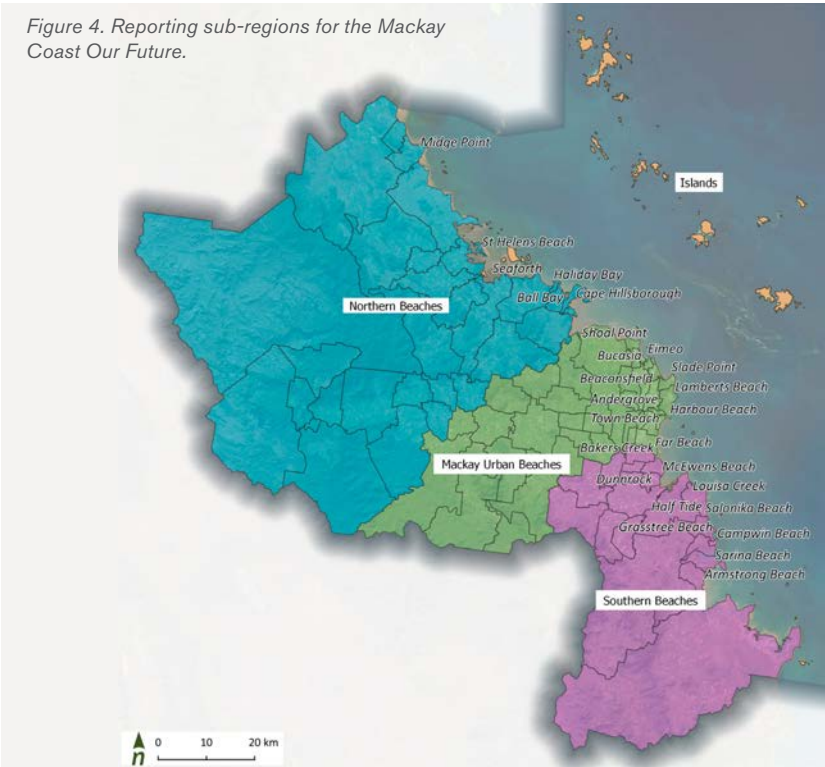 Figure 4. Reporting sub-regions for the Mackay
Coast Our Future.
Midge Point
Islands
St Helens Beach
Seaforth
Haliday Bay
Ball Bay
Cape Hillsborough
Northern Beaches
Shoal Point
Eimeo
Bucasia
Slade Point
Beaconsfield
Lamberts Beach
Andergrove
Harbour Beach
Town Beach
Far Beach
Bakers Creek
Mackay Urban Beaches
McEwens Beach
Dunnrock
Louisa Creek
Half Tide
Salonika Beach
Grasstree Beach
Campwin Beach
Sarina Beach
Armstrong Beach
Southern Beaches
n
0 10 20 km